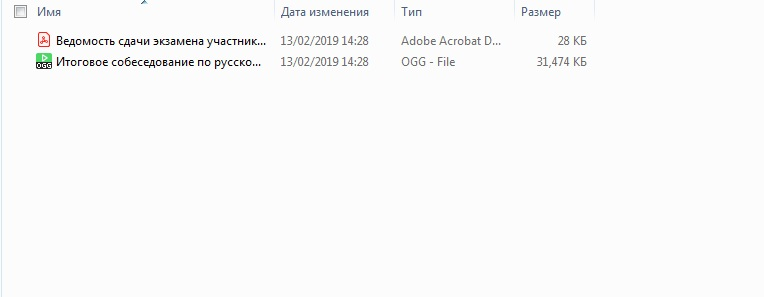 Имя Дата изменения Тип Размер
Ведомость сдачи экзамена участник... 13/02/2019 14:28 Adobe Acrobat D... 28 КБ
OGG Итоговое собеседование по русско... 13/02/2019 14:28 OGG - File 31,474 КБ